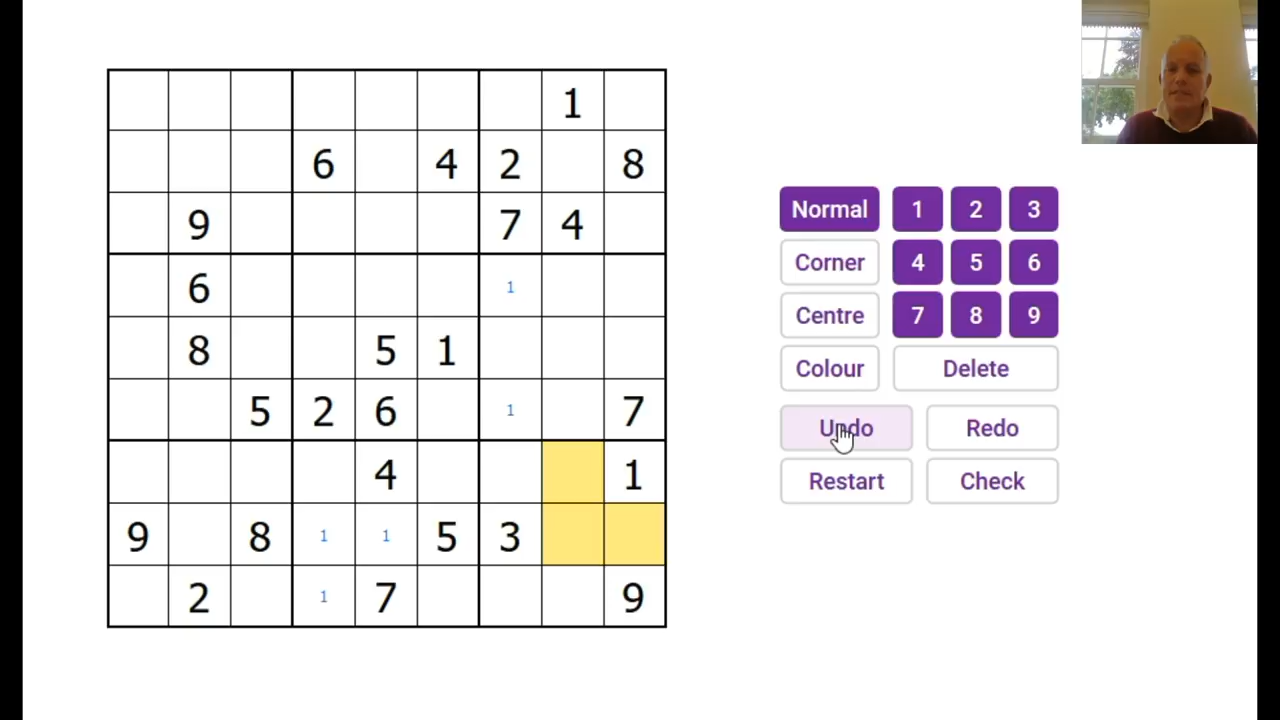 1
6 4 2 8
9 7 4
6 1
8 5 1
5 2 6 1 7
4 1
9 8 1 1 5 3
2 1 7 9
Normal 1 2 3
Corner 4 5 6
Centre 7 8 9
Colour Delete
Undo Redo
Restart Check